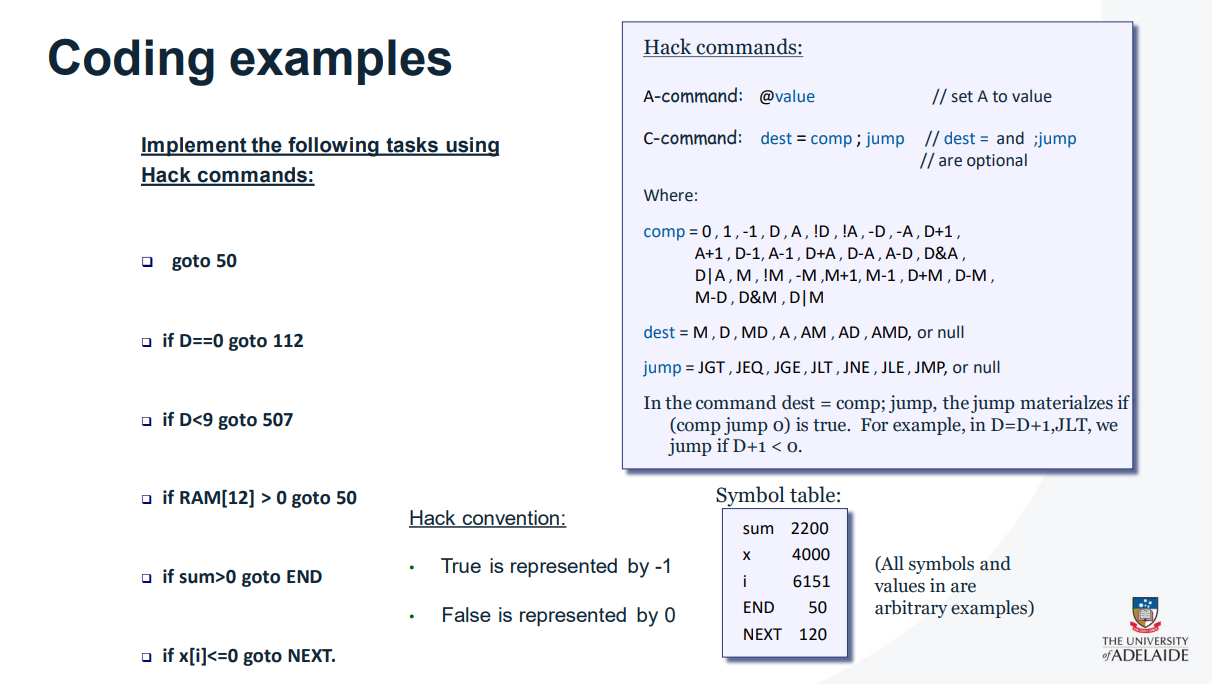 Coding examples
Implement the following tasks using
Hack commands:
goto 50
if D==0 goto 112
if D<9 goto 507
if RAM[12] > 0 goto 50
if sum>0 goto END
if x[i]<=0 goto NEXT.
Hack convention:
• True is represented by -1
• False is represented by 0
Hack commands:
A-command: @value // set A to value
C-command: dest = comp ; jump // dest = and ;jump
// are optional
Where:
comp = 0 , 1 , -1 , D , A , !D , !A , -D , -A , D+1 ,
A+1 , D-1, A-1 , D+A , D-A , A-D , D&A ,
D|A , M , !M , -M ,M+1, M-1 , D+M , D-M ,
M-D , D&M , D|M
dest = M , D , MD , A , AM , AD , AMD, or null
jump = JGT , JEQ , JGE , JLT , JNE , JLE , JMP, or null
In the command dest = comp; jump, the jump materialzes if
(comp jump 0) is true. For example, in D=D+1,JLT, we
jump if D+1 < 0.
Symbol table:
sum 2200
x 4000
i 6151
END 50
NEXT 120
(All symbols and
values in are
arbitrary examples)
THE UNIVERSITY
of ADELAIDE